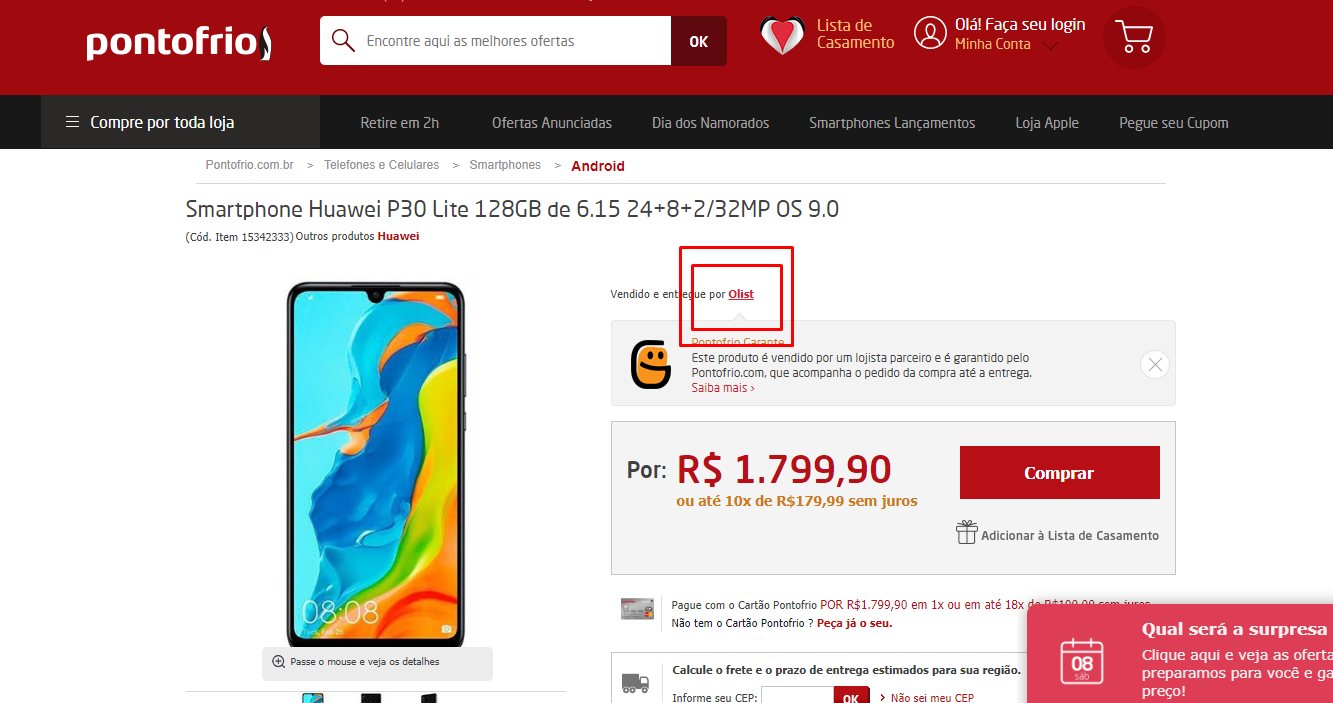 pontofrio
Encontre aqui as melhores ofertas
OK
Lista de
Casamento
Olá! Faça seu login
Minha Conta
Compre por toda loja
Retire em 2h
Ofertas Anunciadas
Dia dos Namorados
Smartphones Lançamentos
Loja Apple
Pegue seu Cupom
Pontofrio.com.br > Telefones e Celulares > Smartphones > Android
Smartphone Huawei P30 Lite 128GB de 6.15 24+8+2/32MP OS 9.0
(Cód. Item 15342333) Outros produtos Huawei
Vendido e entregue por Olist
Pontofrio Garante
Este produto é vendido por um lojista parceiro e é garantido pelo
Pontofrio.com, que acompanha o pedido da compra até a entrega.
Saiba mais ›
Por: R$ 1.799,90
ou até 10x de R$179,99 sem juros
Comprar
Adicionar à Lista de Casamento
08:08
Passe o mouse e veja os detalhes
Pague com o Cartão Pontofrio POR R$1.799,90 em 1x ou em até 18x de R$100,00 sem juros
Não tem o Cartão Pontofrio ? Peça já o seu.
Calcule o frete e o prazo de entrega estimados para sua região.
Informe seu CEP:
OK
> Não sei meu CEP
08
sáb
Qual será a surpresa
Clique aqui e veja as oferta
preparamos para você e ga
preço!